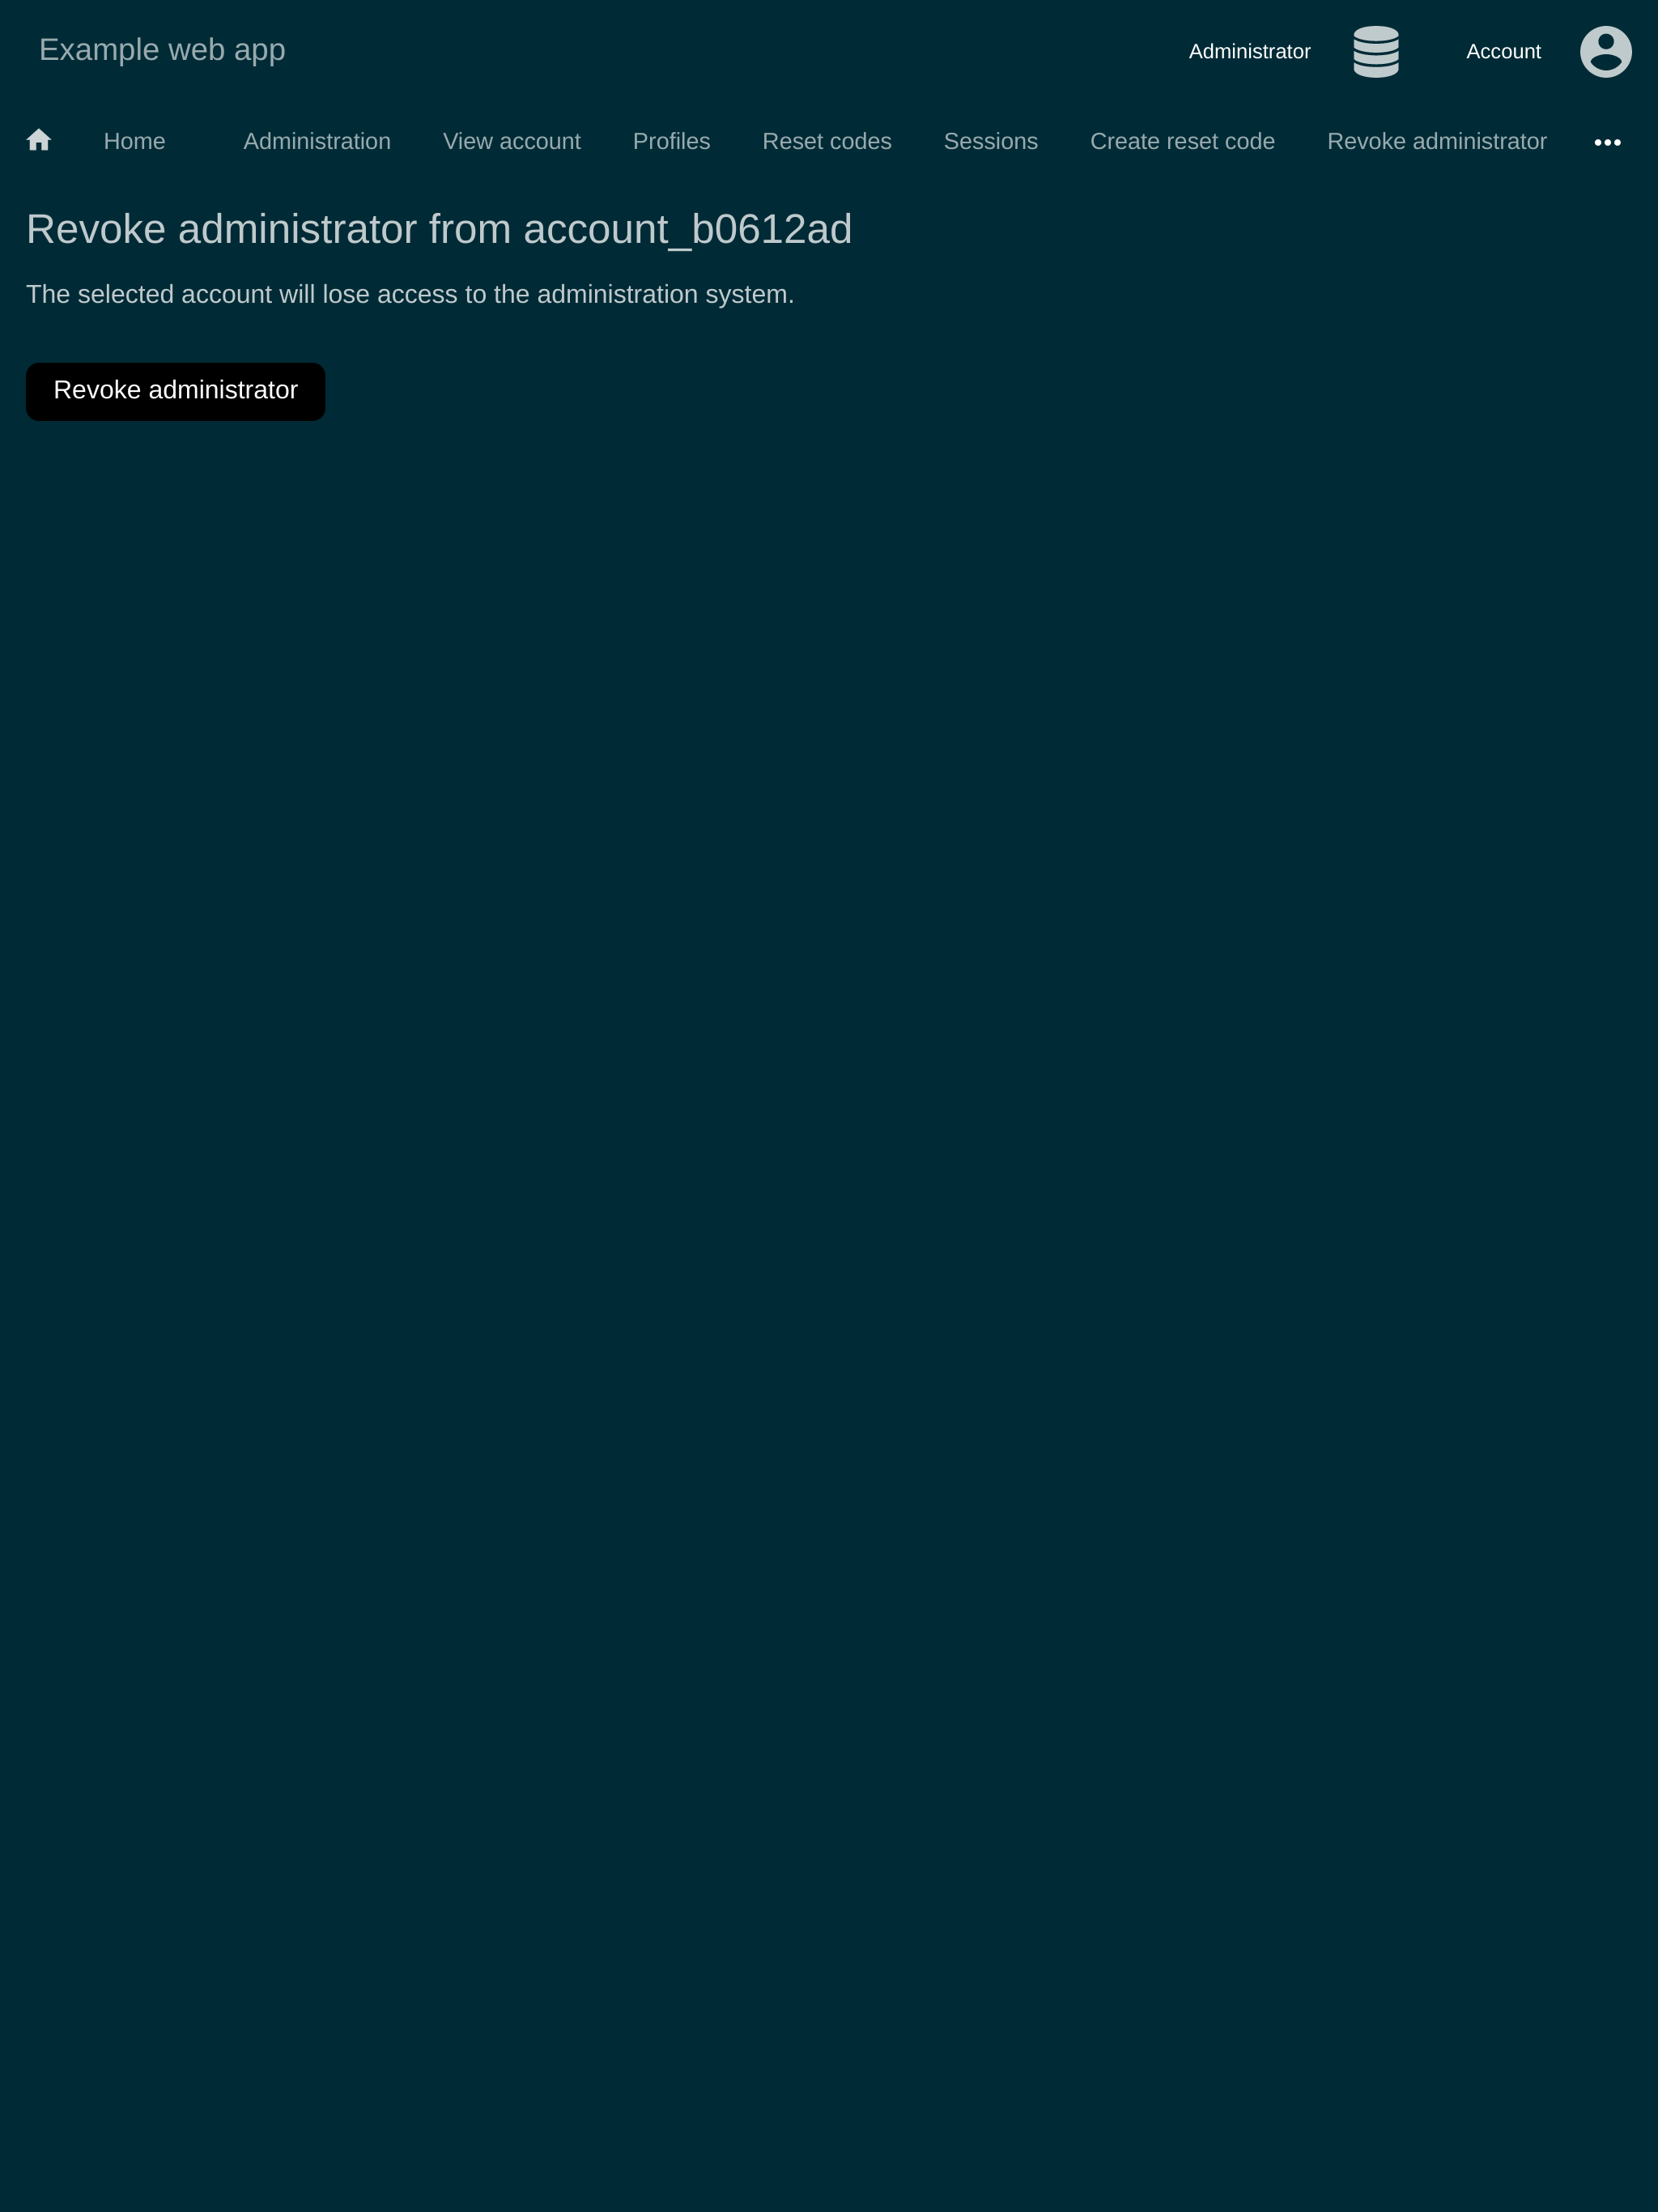 Example web app
Administrator
Account
Home
Administration
View account
Profiles
Reset codes
Sessions
Create reset code
Revoke administrator
Revoke administrator from account_b0612ad
The selected account will lose access to the administration system.
Revoke administrator